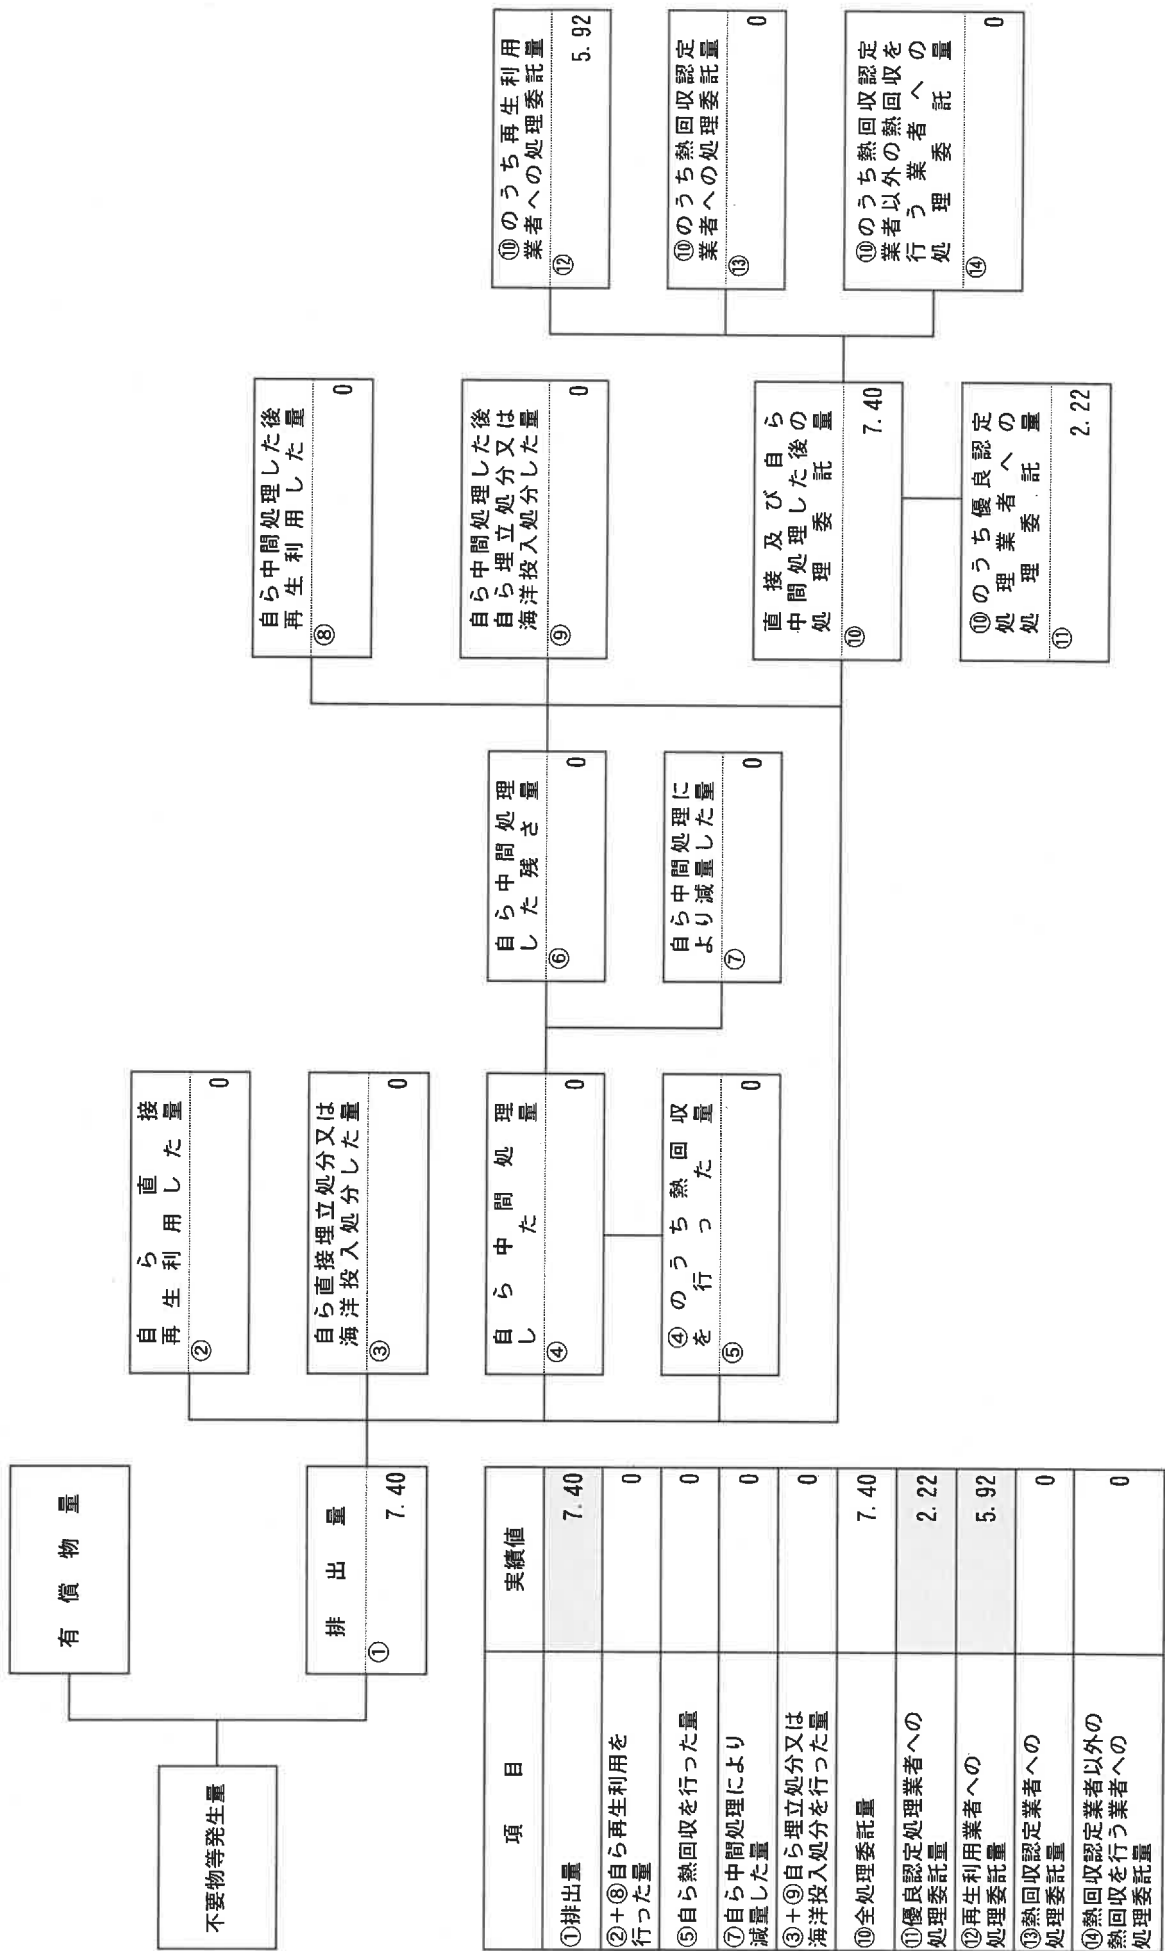 不要物等発生量
有償物量
排出量
①
7.40
自ら直接
再生利用した量
②
0
自ら直接埋立処分又は
海洋投入処分した量
③
0
自ら中間処理
した量
④
0
④のうち熱回収
を行った量
⑤
0
自ら中間処理
した残さ量
⑥
0
自ら中間処理に
より減量した量
⑦
0
自ら中間処理した後
再生利用した量
⑧
0
自ら中間処理した後
自ら埋立処分又は
海洋投入処分した量
⑨
0
直接及び自ら
中間処理した後の
処理委託量
⑩
7.40
⑩のうち優良認定
処理業者への
処理委託量
⑪
2.22
⑩のうち再生利用
業者への処理委託量
⑫
5.92
⑩のうち熱回収認定
業者への処理委託量
⑬
0
⑩のうち熱回収認定
業者以外の熱回収を
行う業者への
処理委託量
⑭
0
項目 実績値
①排出量 7.40
②+⑧自ら再生利用を
行った量 0
⑤自ら熱回収を行った量 0
⑦自ら中間処理により
減量した量 0
③+⑨自ら埋立処分又は
海洋投入処分を行った量 0
⑩全処理委託量 7.40
⑪優良認定処理業者への
処理委託量 2.22
⑫再生利用業者への
処理委託量 5.92
⑬熱回収認定業者への
処理委託量 0
⑭熱回収認定業者以外の
熱回収を行う業者への
処理委託量 0